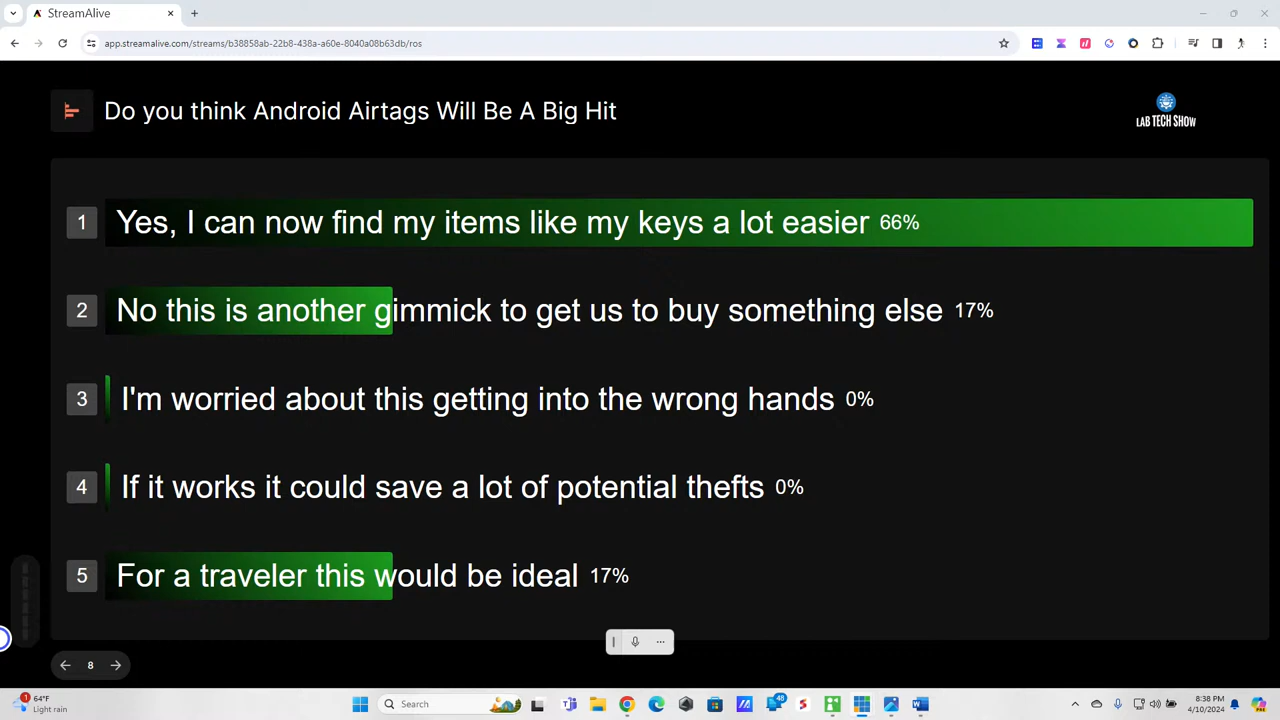 StreamAlive
app.streamalive.com/streams/b38858ab-22b8-438a-a60c-8040a08b63db/ros
Do you think Android Airtags Will Be A Big Hit
LAB TECH SHOW
1 Yes, I can now find my items like my keys a lot easier 66%
2 No this is another gimmick to get us to buy something else 17%
3 I'm worried about this getting into the wrong hands 0%
4 If it works it could save a lot of potential thefts 0%
5 For a traveler this would be ideal 17%
8
1
64°F
Light rain
Search
48
8:38 PM
4/10/2024